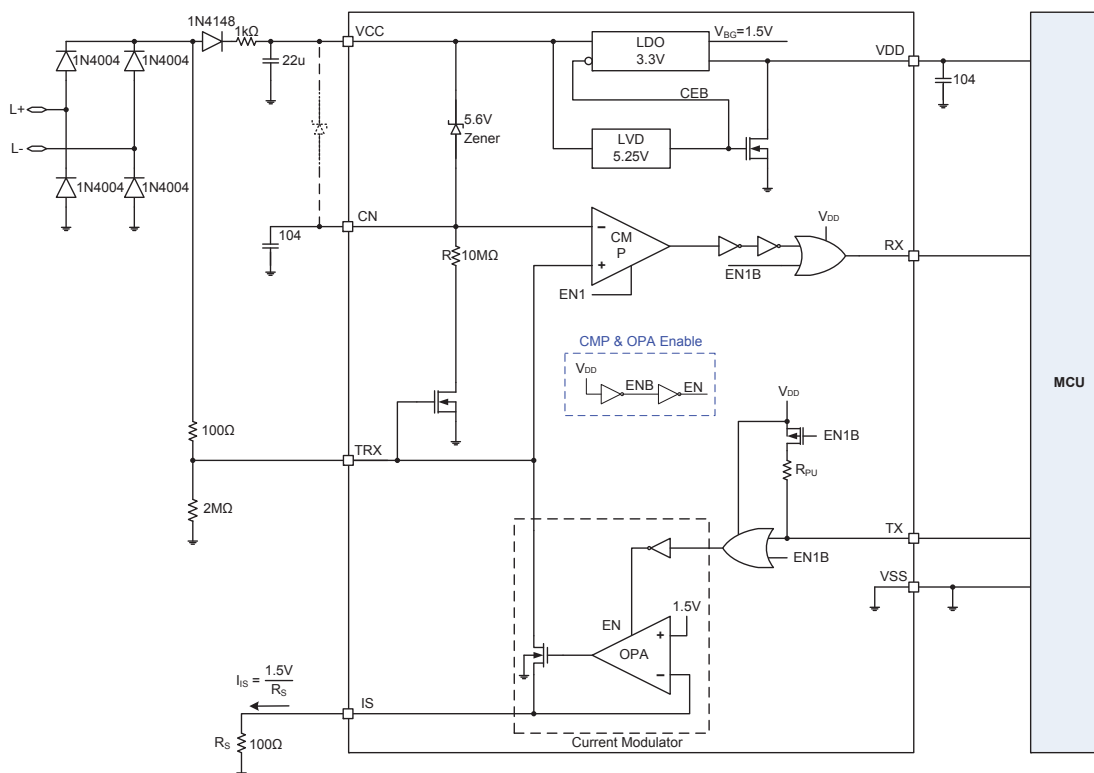 1N4148
1kΩ
VCC
22u
1N4004
1N4004
L+
L-
1N4004
1N4004
LDO
3.3V
VBG=1.5V
VDD
104
CEB
5.6V
Zener
LVD
5.25V
CN
104
R
10MΩ
CM
P
EN1
EN1B
VDD
RX
CMP & OPA Enable
VDD
ENB
EN
MCU
VDD
EN1B
RPU
100Ω
TRX
2MΩ
TX
EN1B
VSS
1.5V
EN
OPA
IIS = 1.5V
RS
IS
RS
100Ω
Current Modulator